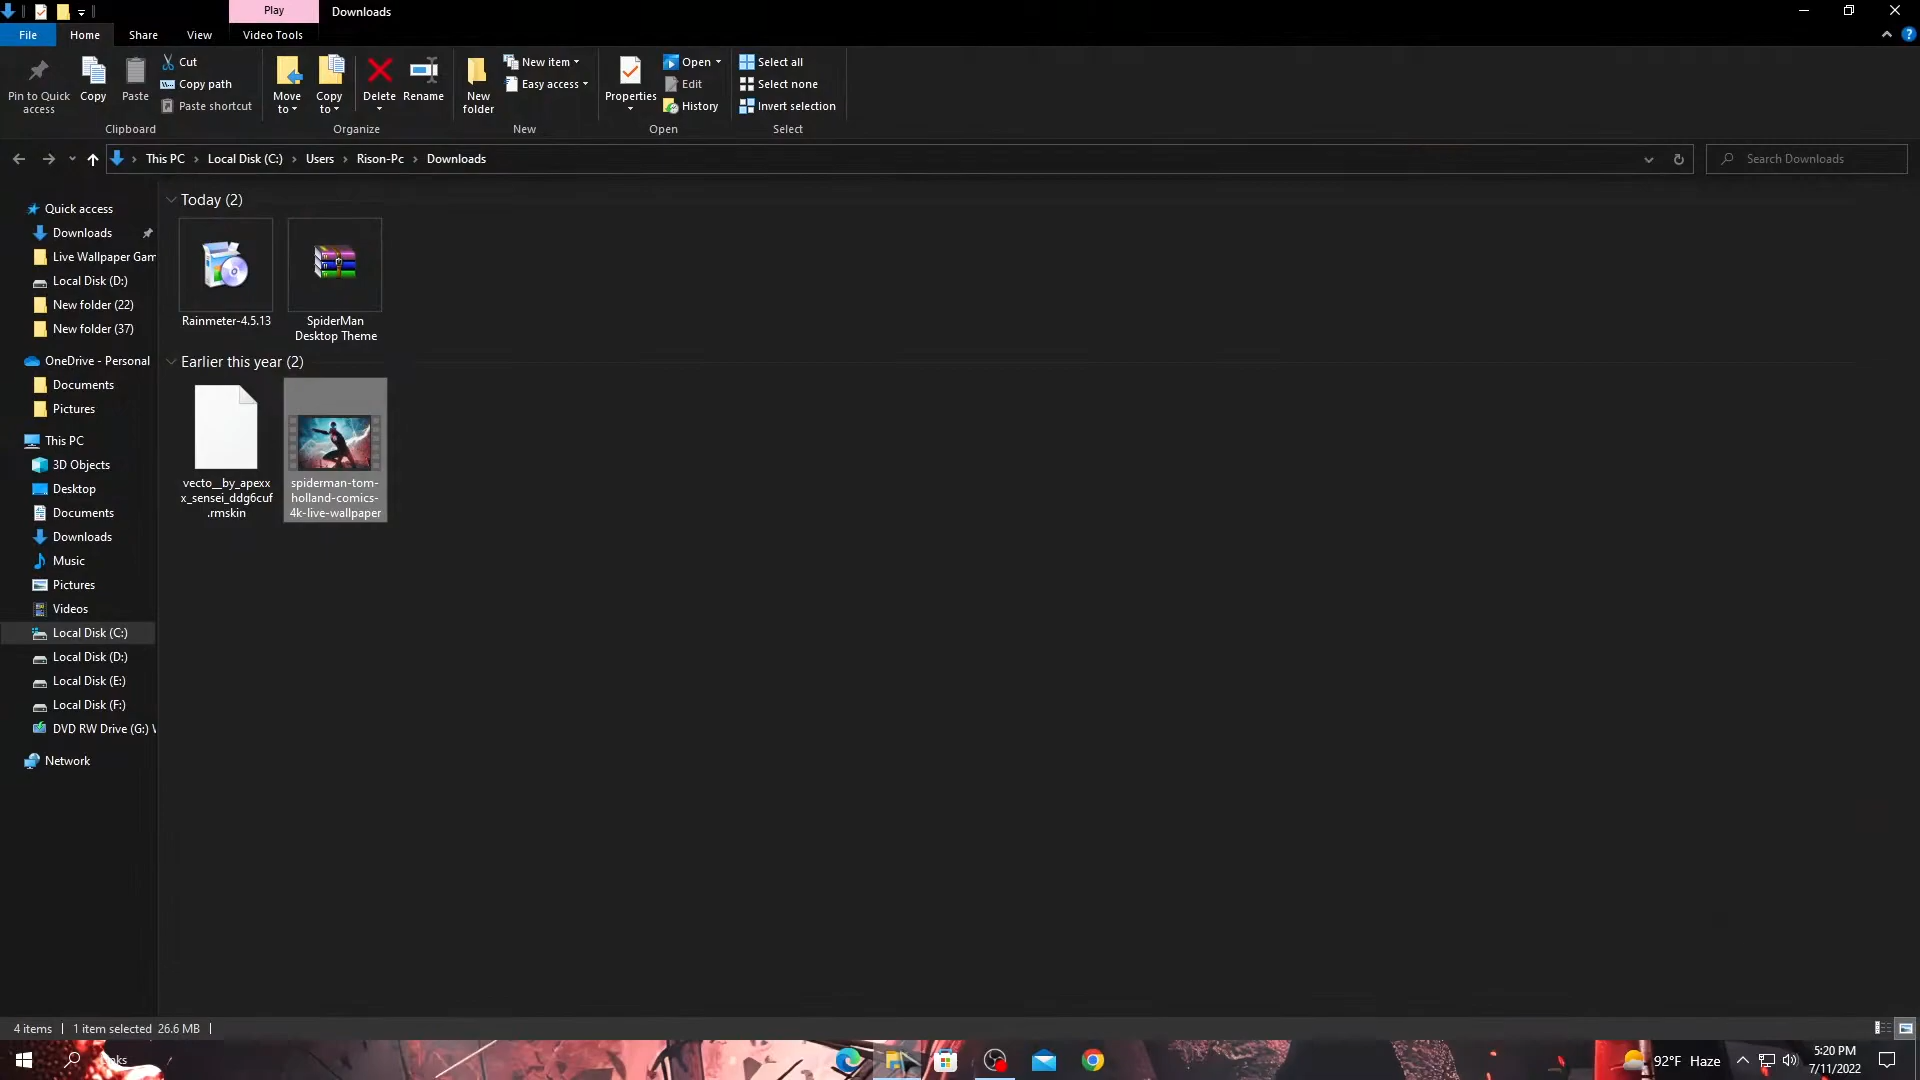 Play
Downloads
File
Home
Share
View
Video Tools
Pin to Quick
access
Copy
Paste
Cut
Copy path
Paste shortcut
Clipboard
Move
to
Copy
to
Delete
Rename
Organize
New
folder
New item
Easy access
New
Properties
Open
Edit
History
Open
Select all
Select none
Invert selection
Select
This PC
Local Disk (C:)
Users
Rison-Pc
Downloads
Search Downloads
Quick access
Downloads
Live Wallpaper Gam
Local Disk (D:)
New folder (22)
New folder (37)
OneDrive - Personal
Documents
Pictures
This PC
3D Objects
Desktop
Documents
Downloads
Music
Pictures
Videos
Local Disk (C:)
Local Disk (D:)
Local Disk (E:)
Local Disk (F:)
DVD RW Drive (G:)
Network
Today (2)
Rainmeter-4.5.13
SpiderMan
Desktop Theme
Earlier this year (2)
vecto__by_apexx
x_sensei_ddg6cuf
.rmskin
spiderman-tom-
holland-comics-
4k-live-wallpaper
4 items
1 item selected 26.6 MB
92°F Haze
5:20 PM
7/11/2022